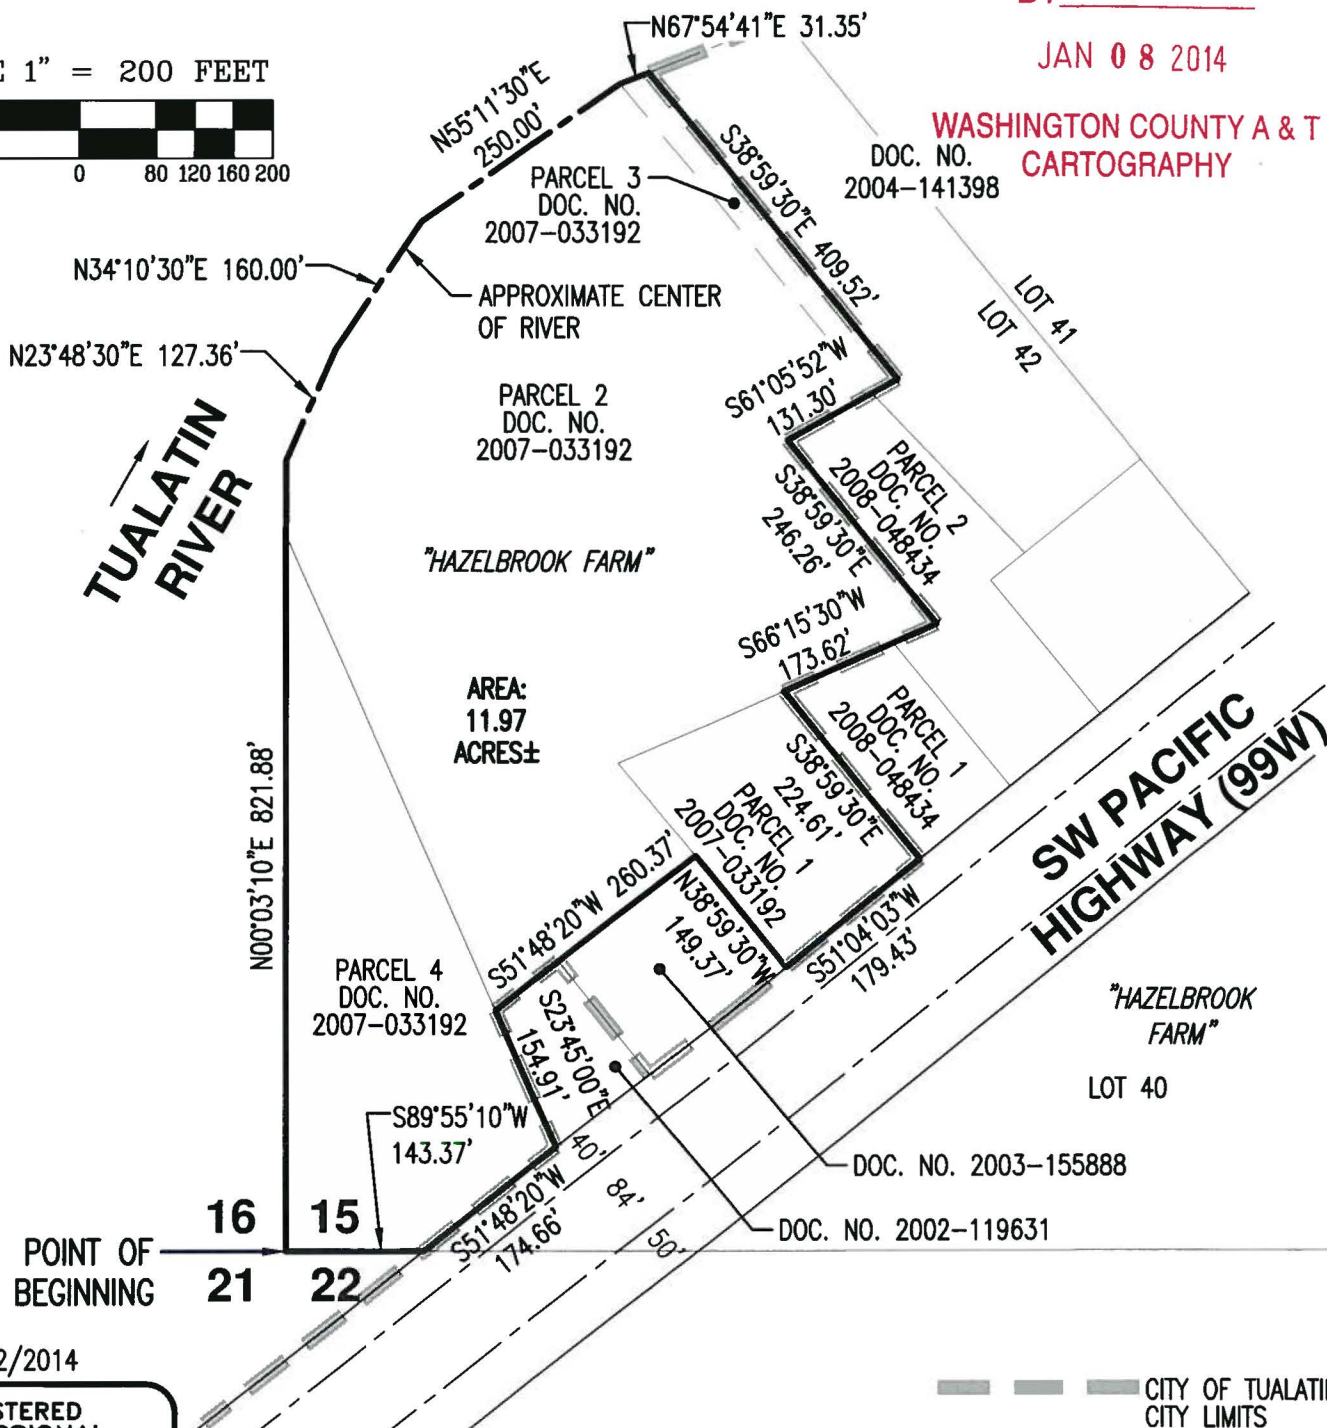 N67°54'41"E 31.35'
JAN 08 2014
WASHINGTON COUNTY A & T
CARTOGRAPHY
1" = 200 FEET
0 80 120 160 200
N55°11'30"E
250.00'
PARCEL 3
DOC. NO.
2007-033192
S38°59'30"E 409.52'
DOC. NO.
2004-141398
N34°10'30"E 160.00'
APPROXIMATE CENTER
OF RIVER
LOT 41
LOT 42
N23°48'30"E 127.36'
S61°05'52"W
131.30'
PARCEL 2
DOC. NO.
2007-033192
TUALATIN
RIVER
S38°59'30"E
246.26'
PARCEL 2
DOC. NO.
2008-048434
"HAZELBROOK FARM"
S66°15'30"W
173.62'
AREA:
11.97
ACRES±
PARCEL 1
DOC. NO.
2008-048434
S38°59'30"E
224.61'
PARCEL 1
DOC. NO.
2007-033192
SW PACIFIC
HIGHWAY (99W)
N00°03'10"E 821.88'
S51°48'20"W 260.37'
N38°59'30"W
149.37'
S51°04'03"W
179.43'
PARCEL 4
DOC. NO.
2007-033192
S23°45'00"E
154.91'
"HAZELBROOK
FARM"
LOT 40
S89°55'10"W
143.37'
40'
84'
50'
DOC. NO. 2003-155888
DOC. NO. 2002-119631
S51°48'20"W
174.66'
16 15
POINT OF
BEGINNING
21 22
2/2014
STERED
CITY OF TUALATI
CITY LIMITS